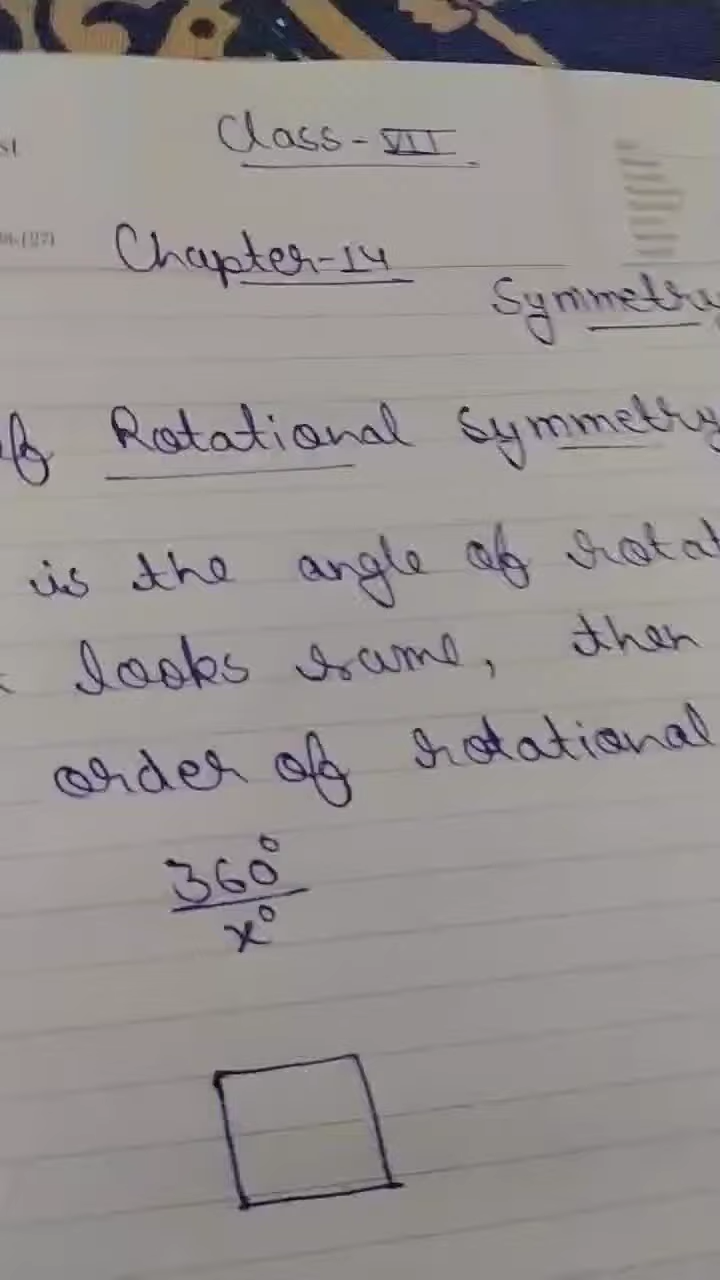 Class-VII
Chapter-14
Symmetry
of Rotational Symmetry
is the angle of rotat
looks same, then
order of rotational
360°
x°